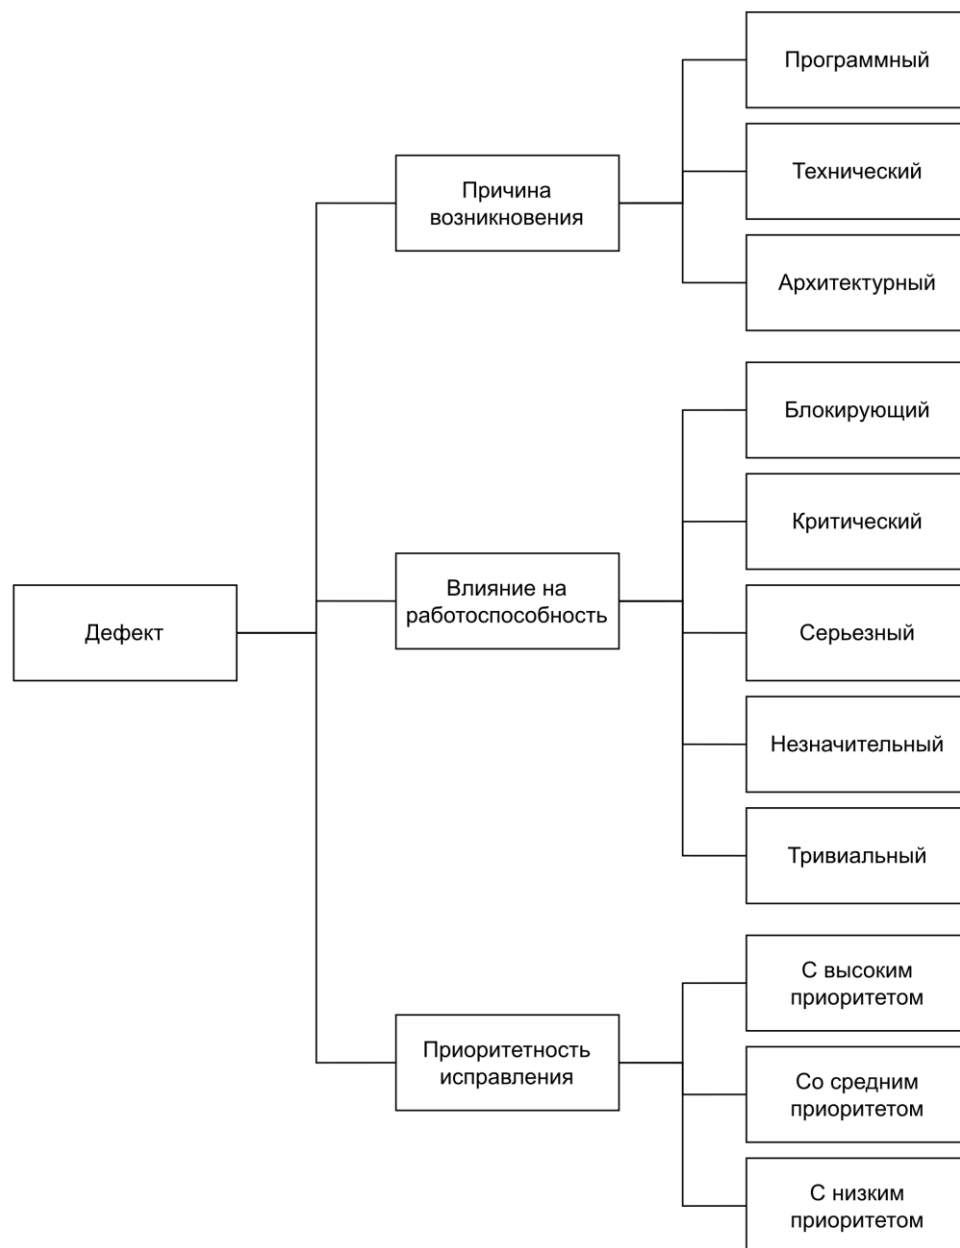 Дефект
Причина
возникновения
Программный
Технический
Архитектурный
Влияние на
работоспособность
Блокирующий
Критический
Серьезный
Незначительный
Тривиальный
Приоритетность
исправления
С высоким
приоритетом
Со средним
приоритетом
С низким
приоритетом